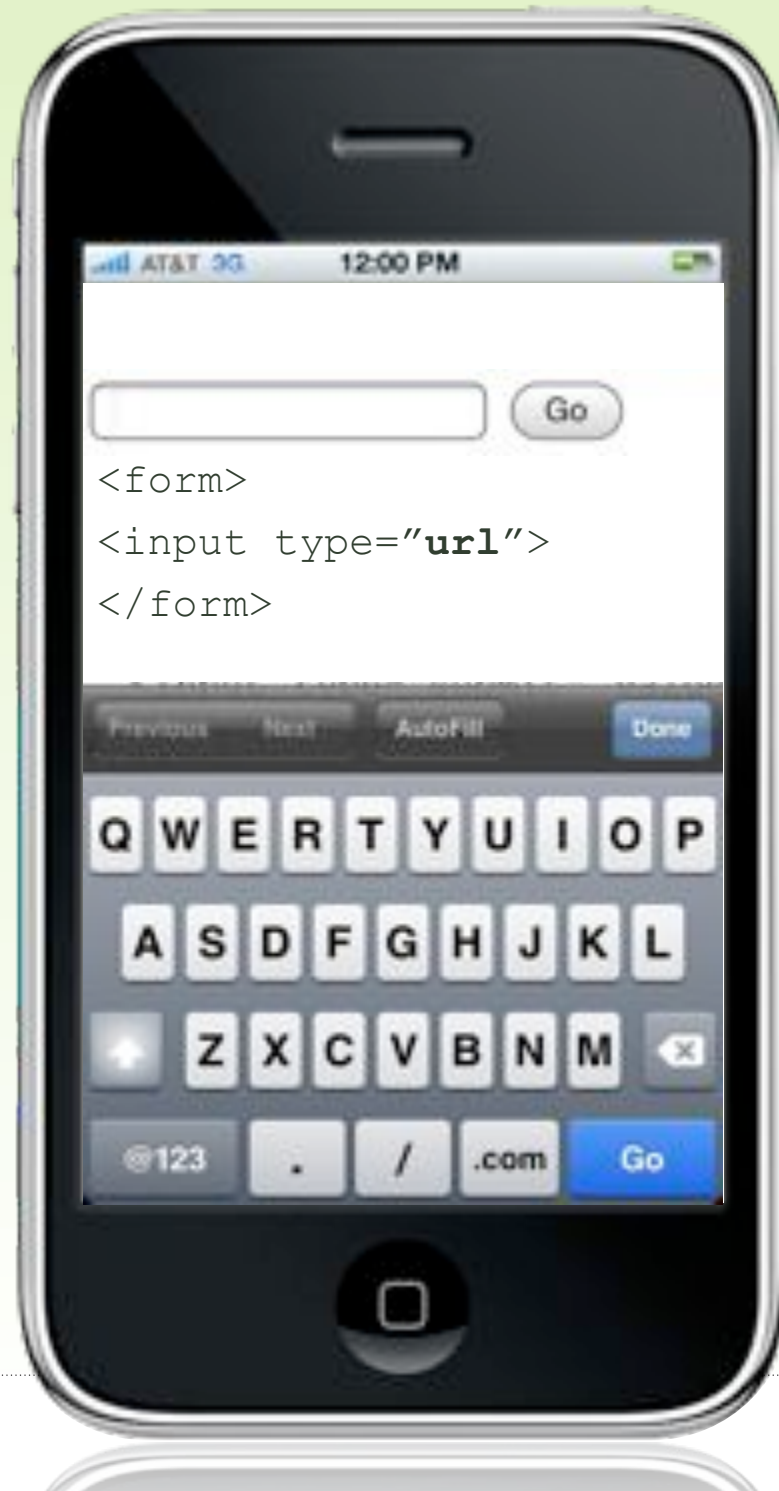 AT&T 3G 12:00 PM
Go
<form>
<input type="url">
</form>
Previous Next AutoFill Done
Q W E R T Y U I O P
A S D F G H J K L
Z X C V B N M
@123 . / .com Go